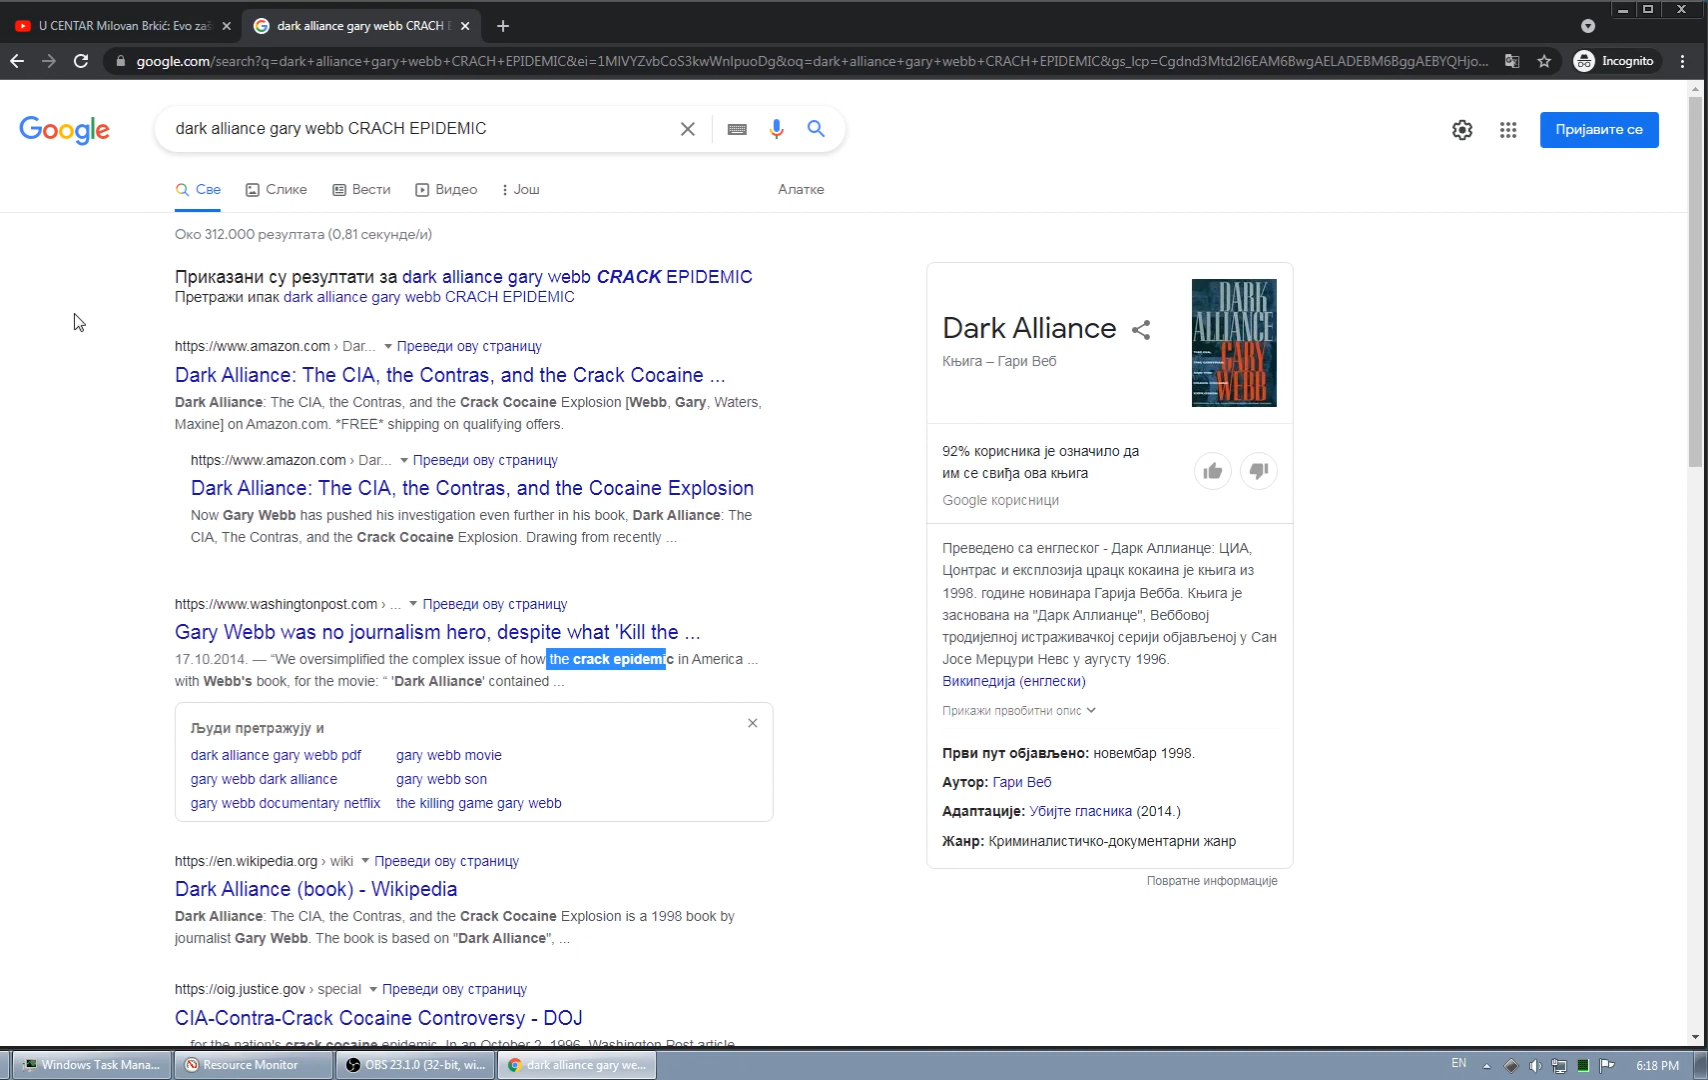 U CENTAR Milovan Brkić: Evo zaš
dark alliance gary webb CRACH E
google.com/search?q=dark+alliance+gary+webb+CRACH+EPIDEMIC&ei=1MIVYZvbCoS3kwWnIpuoDg&oq=dark+alliance+gary+webb+CRACH+EPIDEMIC&gs_lcp=Cgdnd3Mtd2l6EAM6BwgAELADEBM6BggAEBYQHjo...
Incognito
Google
dark alliance gary webb CRACH EPIDEMIC
Пријавите се
Све
Слике
Вести
Видео
Још
Алатке
Око 312.000 резултата (0,81 секунде/и)
Приказани су резултати за dark alliance gary webb CRACK EPIDEMIC
Претражи ипак dark alliance gary webb CRACH EPIDEMIC
https://www.amazon.com › Dar... Преведи ову страницу
Dark Alliance: The CIA, the Contras, and the Crack Cocaine ...
Dark Alliance: The CIA, the Contras, and the Crack Cocaine Explosion [Webb, Gary, Waters,
Maxine] on Amazon.com. *FREE* shipping on qualifying offers.
https://www.amazon.com › Dar... Преведи ову страницу
Dark Alliance: The CIA, the Contras, and the Cocaine Explosion
Now Gary Webb has pushed his investigation even further in his book, Dark Alliance: The
CIA, The Contras, and the Crack Cocaine Explosion. Drawing from recently ...
https://www.washingtonpost.com › ... Преведи ову страницу
Gary Webb was no journalism hero, despite what 'Kill the ...
17.10.2014. — “We oversimplified the complex issue of how the crack epidemic in America ...
with Webb's book, for the movie: “ 'Dark Alliance' contained ...
Људи претражују и
dark alliance gary webb pdf
gary webb movie
gary webb dark alliance
gary webb son
gary webb documentary netflix
the killing game gary webb
https://en.wikipedia.org › wiki Преведи ову страницу
Dark Alliance (book) - Wikipedia
Dark Alliance: The CIA, the Contras, and the Crack Cocaine Explosion is a 1998 book by
journalist Gary Webb. The book is based on "Dark Alliance", ...
https://oig.justice.gov › special Преведи ову страницу
CIA-Contra-Crack Cocaine Controversy - DOJ
for the nation's crack cocaine epidemic. In an October 2, 1996, Washington Post article
Dark Alliance
Књига – Гари Веб
DARK
ALLIANCE
GARY
WEBB
92% корисника је означило да
им се свиђа ова књига
Google корисници
Преведено са енглеског - Дарк Аллианце: ЦИА,
Цонтрас и експлозија црацк кокаина је књига из
1998. године новинара Гарија Вебба. Књига је
заснована на "Дарк Аллианце", Веббовој
тродијелној истраживачкој серији објављеној у Сан
Јосе Мерцури Невс у аугусту 1996.
Википедија (енглески)
Прикажи првобитни опис
Први пут објављено: новембар 1998.
Аутор: Гари Веб
Адаптације: Убијте гласника (2014.)
Жанр: Криминалистичко-документарни жанр
Повратне информације
Windows Task Mana...
Resource Monitor
OBS 23.1.0 (32-bit, wi...
dark alliance gary we...
EN
6:18 PM